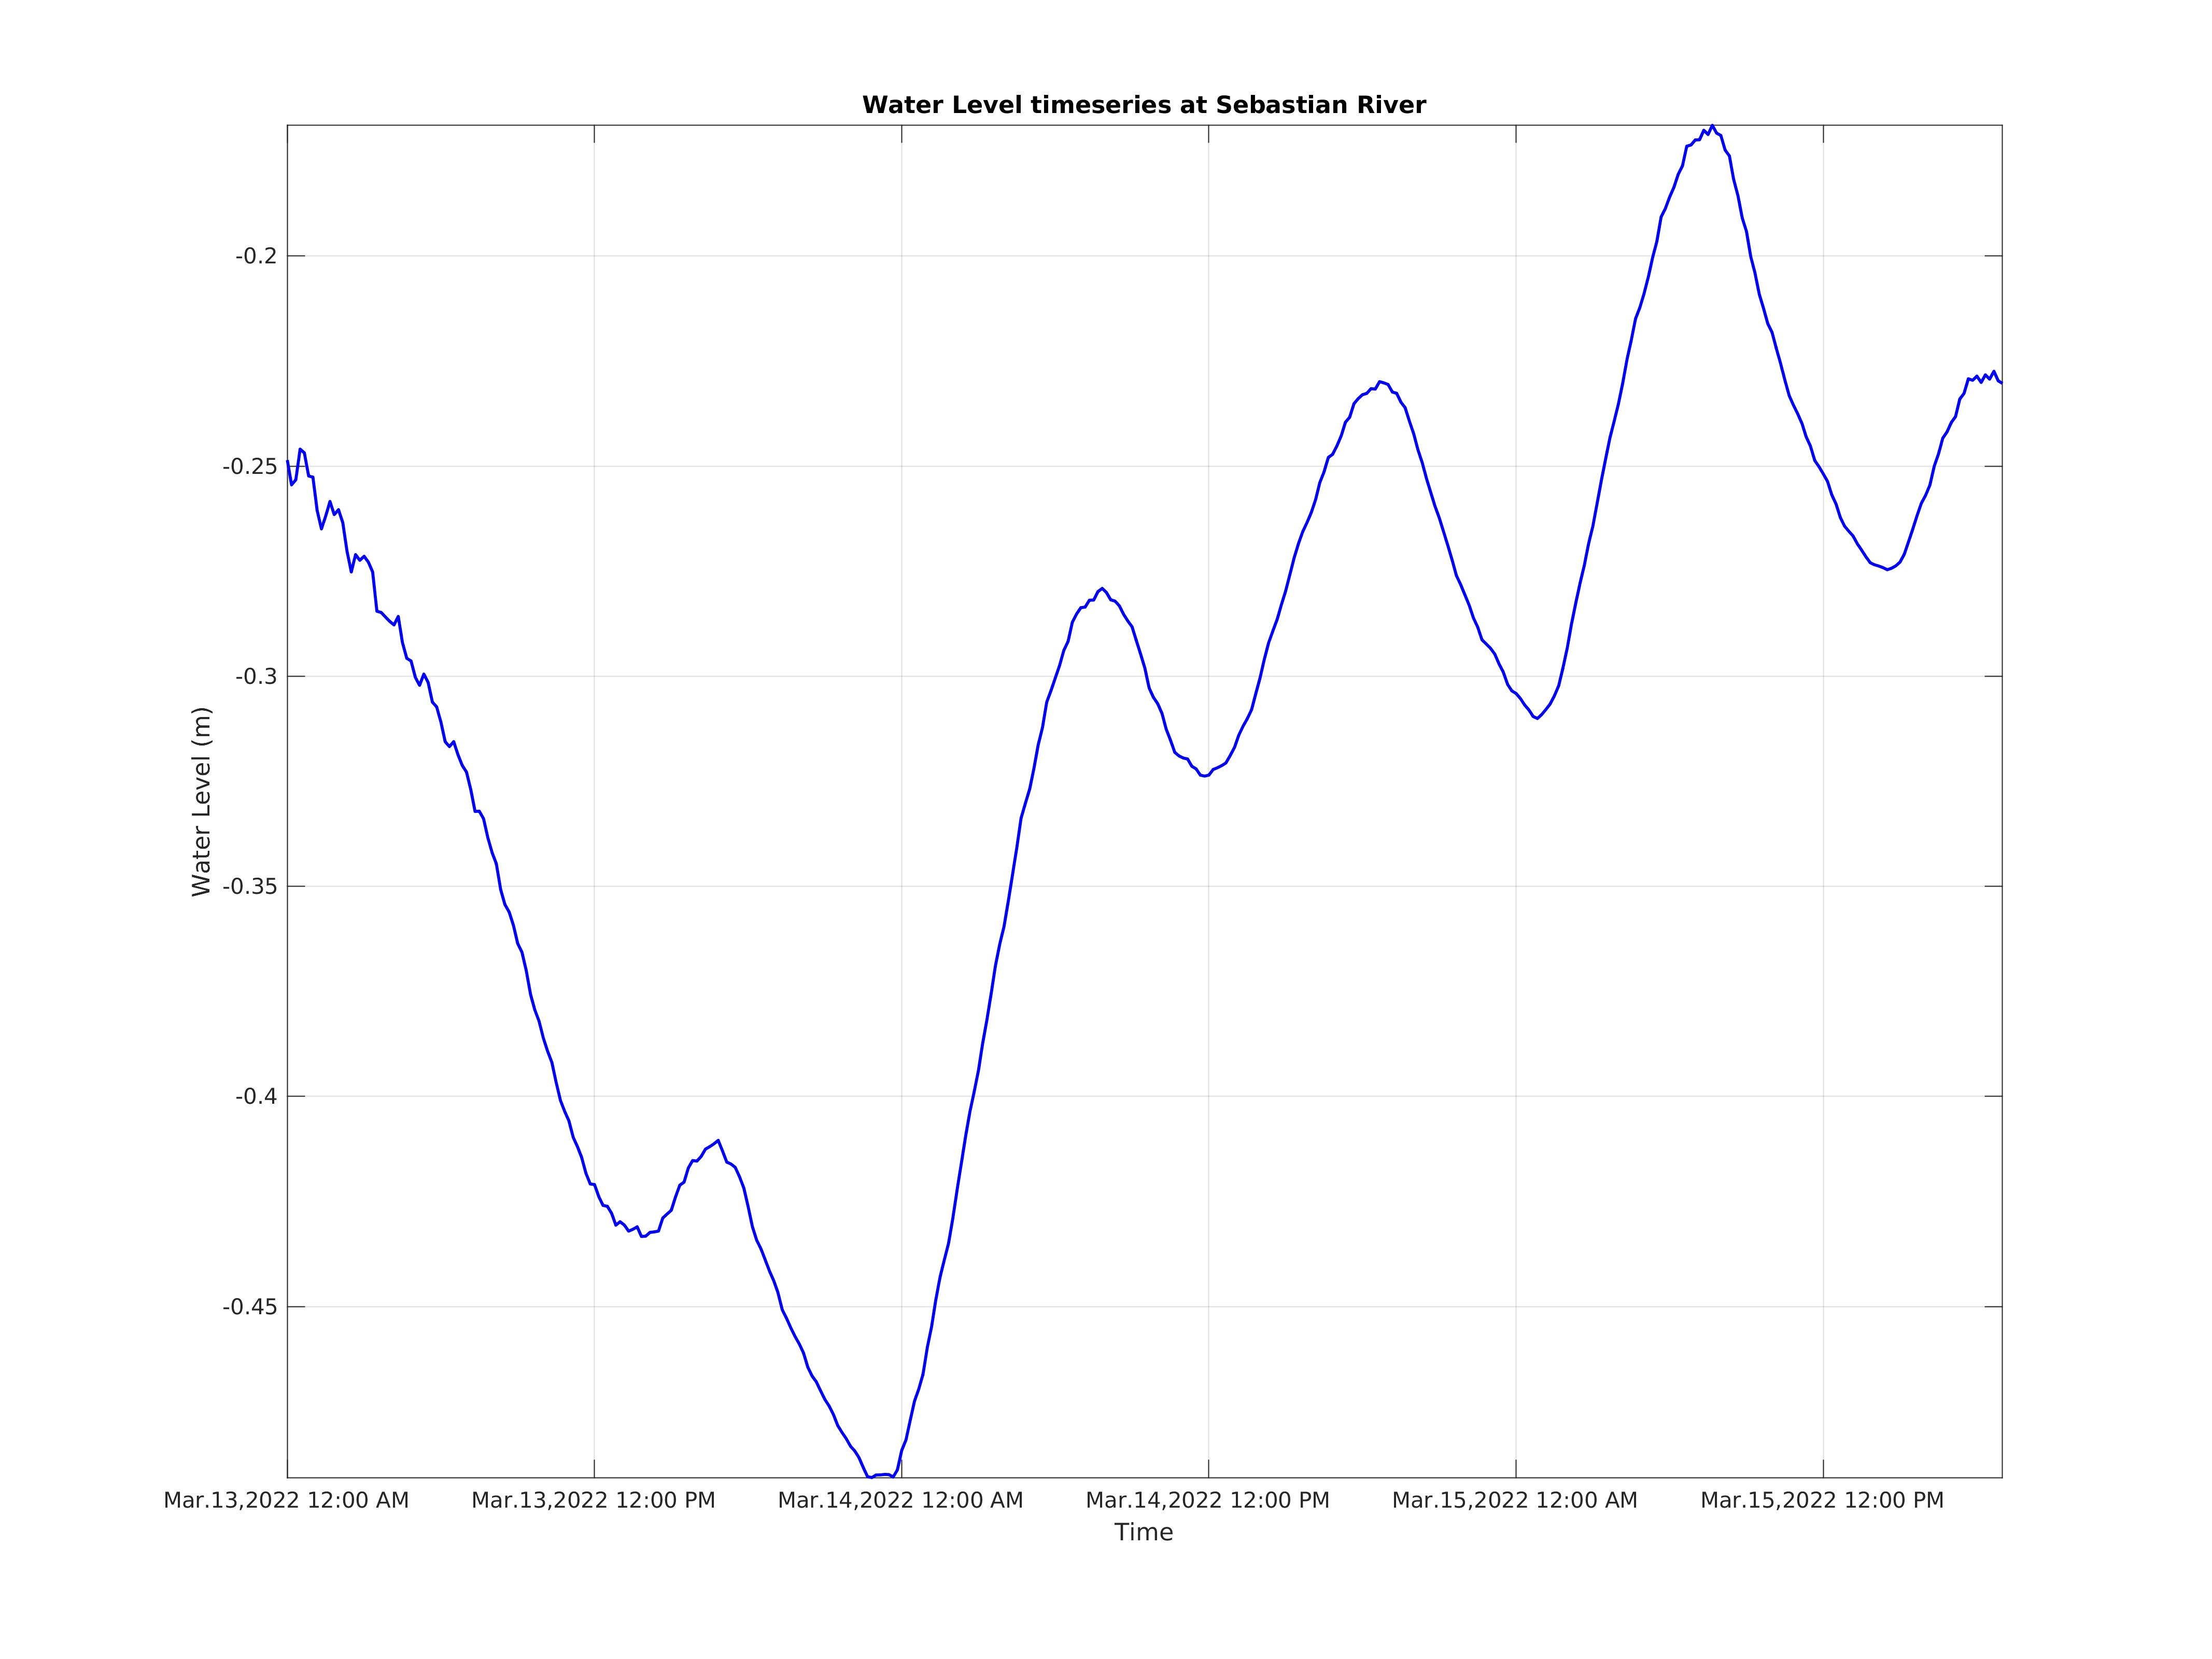 Water Level timeseries at Sebastian River
-0.2
-0.25
-0.3
-0.35
-0.4
-0.45
Water Level (m)
Mar.13,2022 12:00 AM Mar.13,2022 12:00 PM Mar.14,2022 12:00 AM Mar.14,2022 12:00 PM Mar.15,2022 12:00 AM Mar.15,2022 12:00 PM
Time